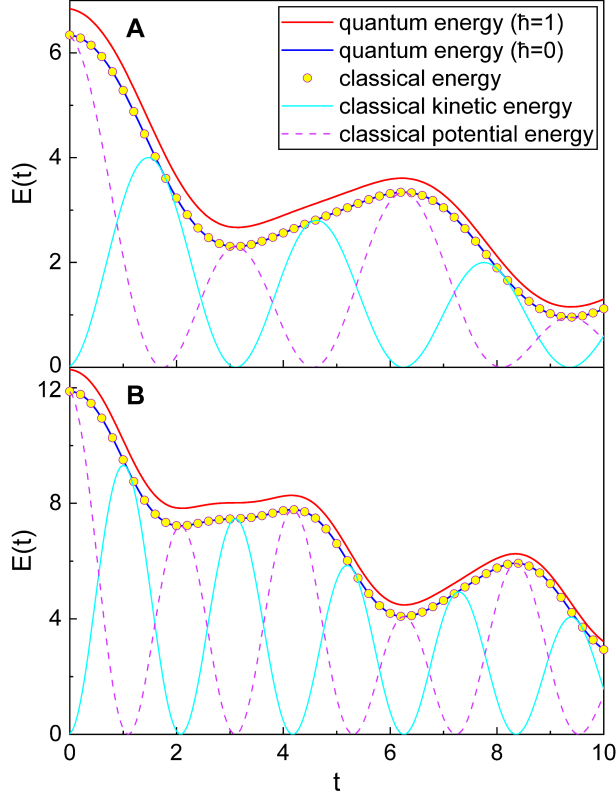 A
quantum energy (ħ=1)
quantum energy (ħ=0)
classical energy
classical kinetic energy
classical potential energy
E(t)
6
4
2
0
B
E(t)
12
8
4
0
0
2
4
6
8
10
t